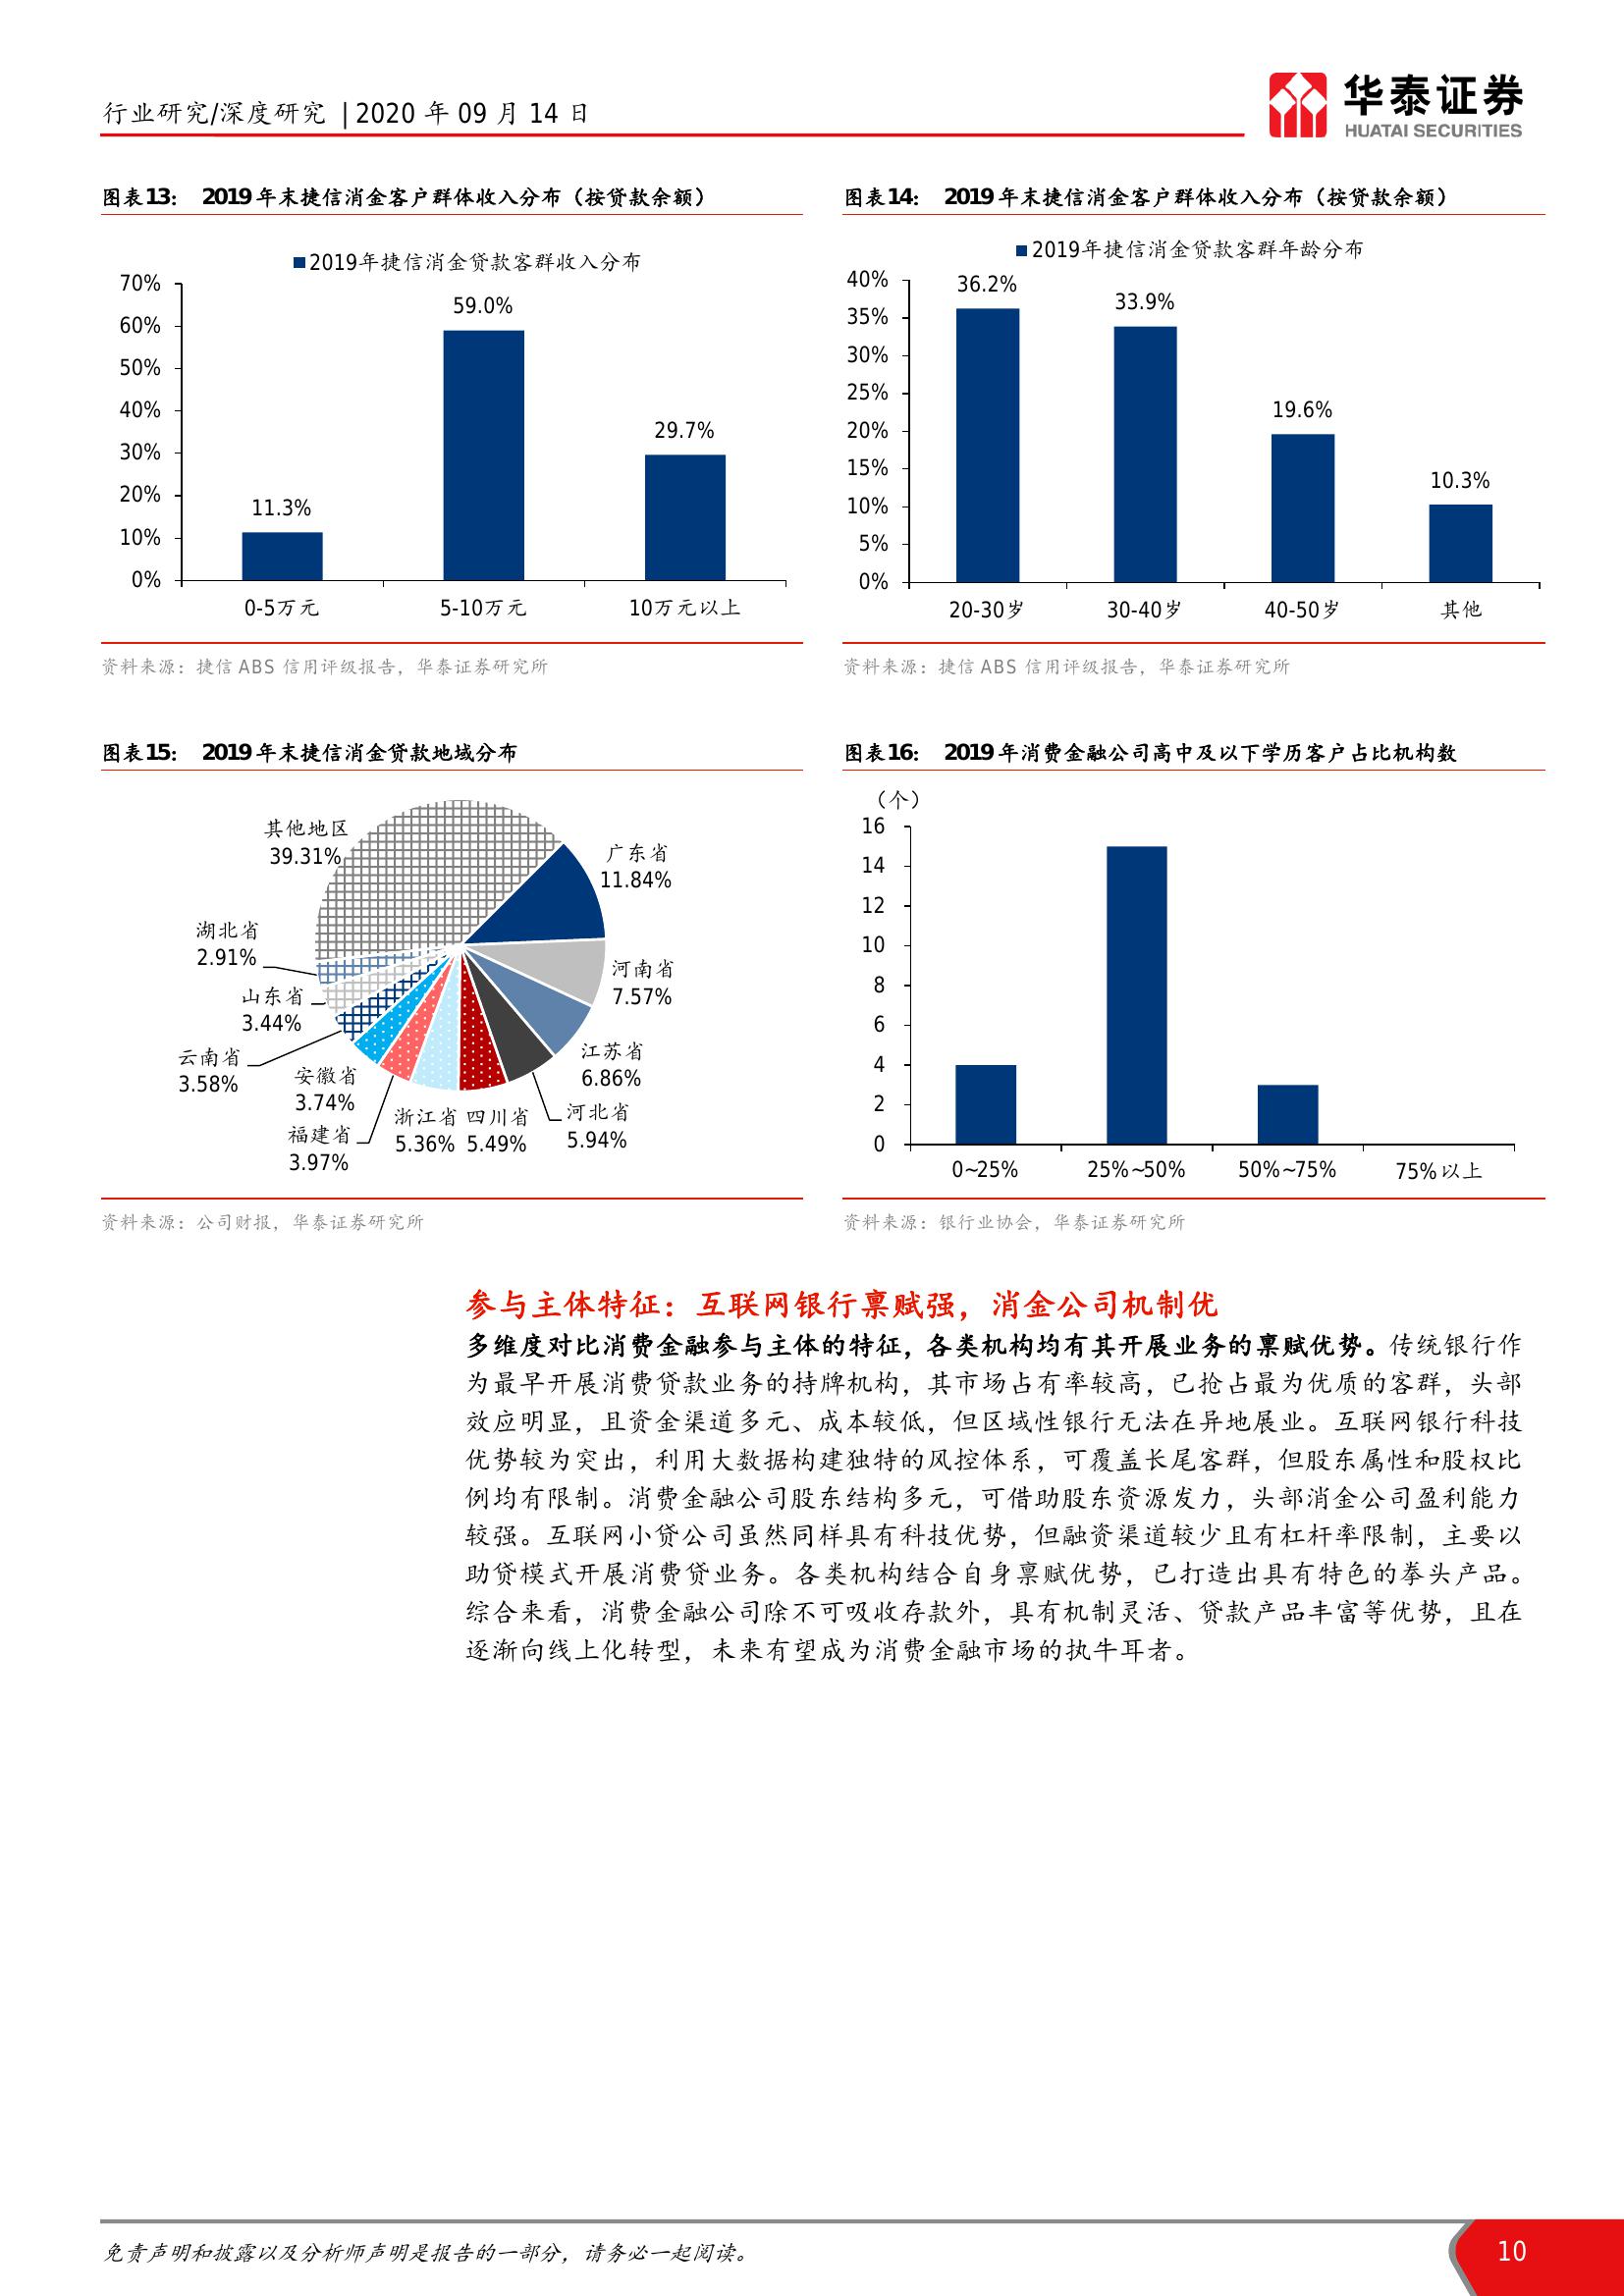 行业研究/深度研究 | 2020 年 09 月 14 日
华泰证券
HUATAI SECURITIES
图表13： 2019 年末捷信消金客户群体收入分布（按贷款余额）
2019年捷信消金贷款客群收入分布
70%
60%
50%
40%
30%
20%
10%
0%
11.3%
59.0%
29.7%
0-5万元
5-10万元
10万元以上
资料来源：捷信 ABS 信用评级报告，华泰证券研究所
图表14： 2019 年末捷信消金客户群体收入分布（按贷款余额）
2019年捷信消金贷款客群年龄分布
40%
35%
30%
25%
20%
15%
10%
5%
0%
36.2%
33.9%
19.6%
10.3%
20-30岁
30-40岁
40-50岁
其他
资料来源：捷信 ABS 信用评级报告，华泰证券研究所
图表15： 2019 年末捷信消金贷款地域分布
其他地区
39.31%
广东省
11.84%
河南省
7.57%
江苏省
6.86%
河北省
5.94%
四川省
5.49%
浙江省
5.36%
福建省
3.97%
安徽省
3.74%
云南省
3.58%
山东省
3.44%
湖北省
2.91%
资料来源：公司财报，华泰证券研究所
图表16： 2019 年消费金融公司高中及以下学历客户占比机构数
（个）
16
14
12
10
8
6
4
2
0
0~25%
25%~50%
50%~75%
75%以上
资料来源：银行业协会，华泰证券研究所
参与主体特征：互联网银行禀赋强，消金公司机制优
多维度对比消费金融参与主体的特征，各类机构均有其开展业务的禀赋优势。传统银行作
为最早开展消费贷款业务的持牌机构，其市场占有率较高，已抢占最为优质的客群，头部
效应明显，且资金渠道多元、成本较低，但区域性银行无法在异地展业。互联网银行科技
优势较为突出，利用大数据构建独特的风控体系，可覆盖长尾客群，但股东属性和股权比
例均有限制。消费金融公司股东结构多元，可借助股东资源发力，头部消金公司盈利能力
较强。互联网小贷公司虽然同样具有科技优势，但融资渠道较少且有杠杆率限制，主要以
助贷模式开展消费贷业务。各类机构结合自身禀赋优势，已打造出具有特色的拳头产品。
综合来看，消费金融公司除不可吸收存款外，具有机制灵活、贷款产品丰富等优势，且在
逐渐向线上化转型，未来有望成为消费金融市场的执牛耳者。
免责声明和披露以及分析师声明是报告的一部分，请务必一起阅读。
10